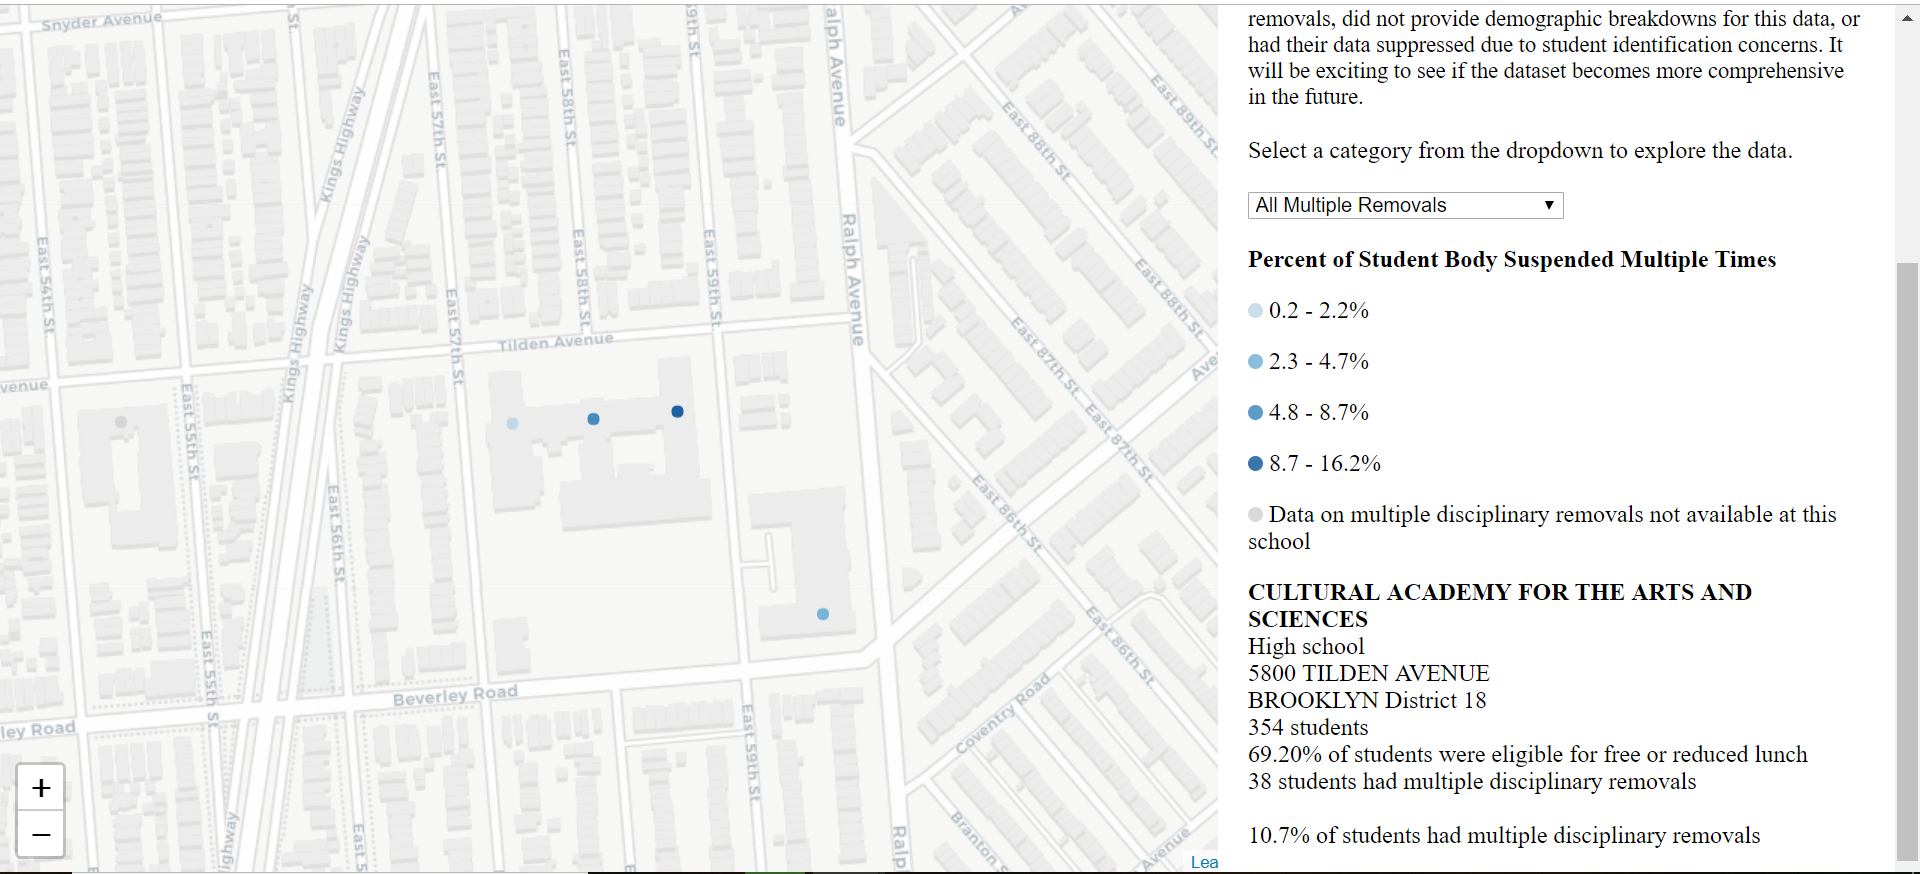 Snyder Avenue
St.
Kings Highway
East 57th St.
East 58th St.
59th St.
alph Avenue
East 88th St.
East 89th St.
Av
East 54th St.
Kings Highway
Kings Highway
East 57th St.
East 58th St.
East 59th St.
Ralph Avenue
East 88th St.
East 87th St.
Tilden Avenue
venue
East 55th St.
Ave
East 87th St.
East 56th St.
East 86th St.
East 55th St.
East 86th St.
Beverley Road
ley Road
East 59th St.
Coventry Road
ighway
East 5
E
E
Ralp
Branton S
Avenue
+
−
Lea
removals, did not provide demographic breakdowns for this data, or
had their data suppressed due to student identification concerns. It
will be exciting to see if the dataset becomes more comprehensive
in the future.
Select a category from the dropdown to explore the data.
All Multiple Removals
Percent of Student Body Suspended Multiple Times
0.2 - 2.2%
2.3 - 4.7%
4.8 - 8.7%
8.7 - 16.2%
Data on multiple disciplinary removals not available at this
school
CULTURAL ACADEMY FOR THE ARTS AND
SCIENCES
High school
5800 TILDEN AVENUE
BROOKLYN District 18
354 students
69.20% of students were eligible for free or reduced lunch
38 students had multiple disciplinary removals
10.7% of students had multiple disciplinary removals